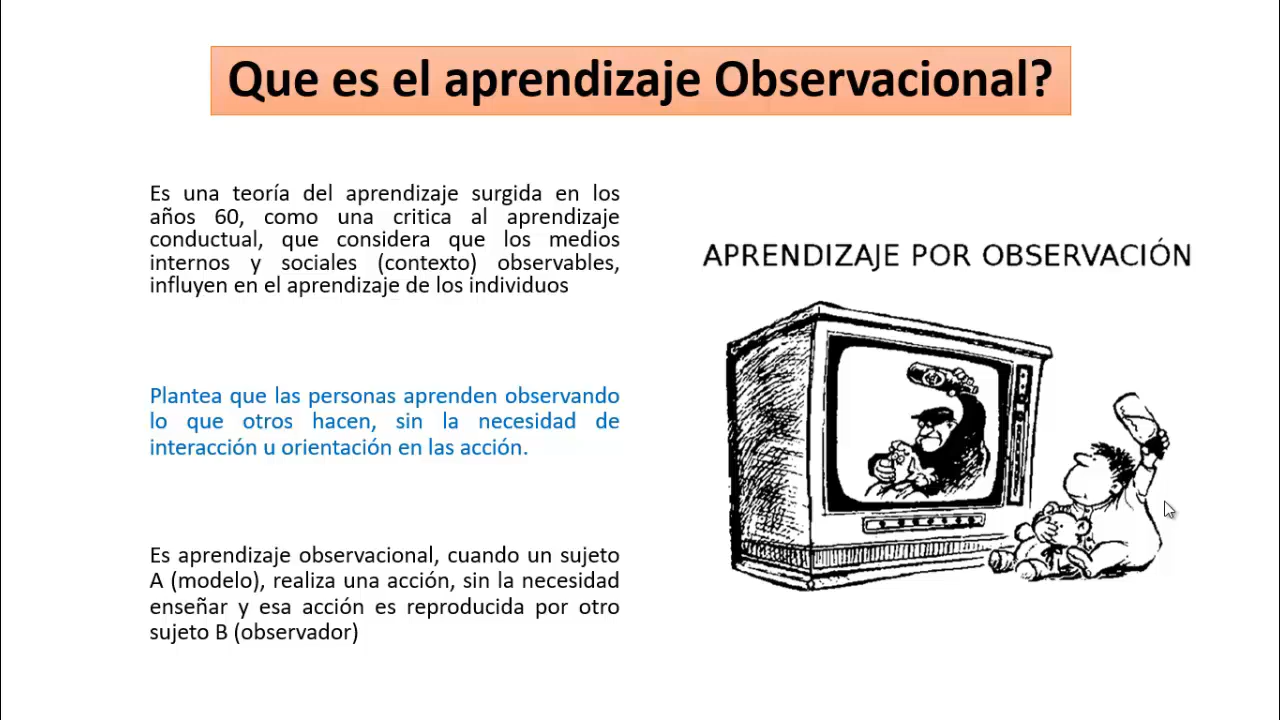 Que es el aprendizaje Observacional?
Es una teoría del aprendizaje surgida en los
años 60, como una critica al aprendizaje
conductual, que considera que los medios
internos y sociales (contexto) observables,
influyen en el aprendizaje de los individuos
APRENDIZAJE POR OBSERVACIÓN
Plantea que las personas aprenden observando
lo que otros hacen, sin la necesidad de
interacción u orientación en las acción.
Es aprendizaje observacional, cuando un sujeto
A (modelo), realiza una acción, sin la necesidad
enseñar y esa acción es reproducida por otro
sujeto B (observador)